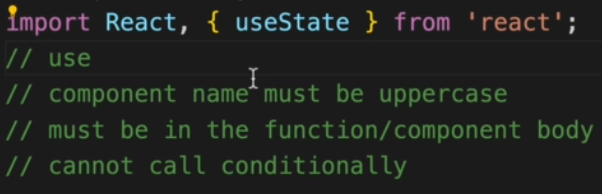 import React, { useState } from 'react';
// use
// component name must be uppercase
// must be in the function/component body
// cannot call conditionally